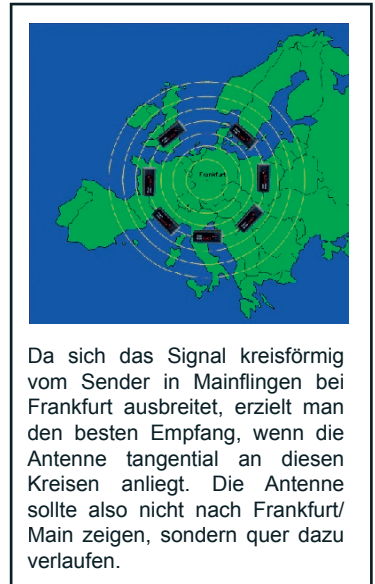 Frankfurt
Da sich das Signal kreisförmig
vom Sender in Mainflingen bei
Frankfurt ausbreitet, erzielt man
den besten Empfang, wenn die
Antenne tangential an diesen
Kreisen anliegt. Die Antenne
sollte also nicht nach Frankfurt/
Main zeigen, sondern quer dazu
verlaufen.